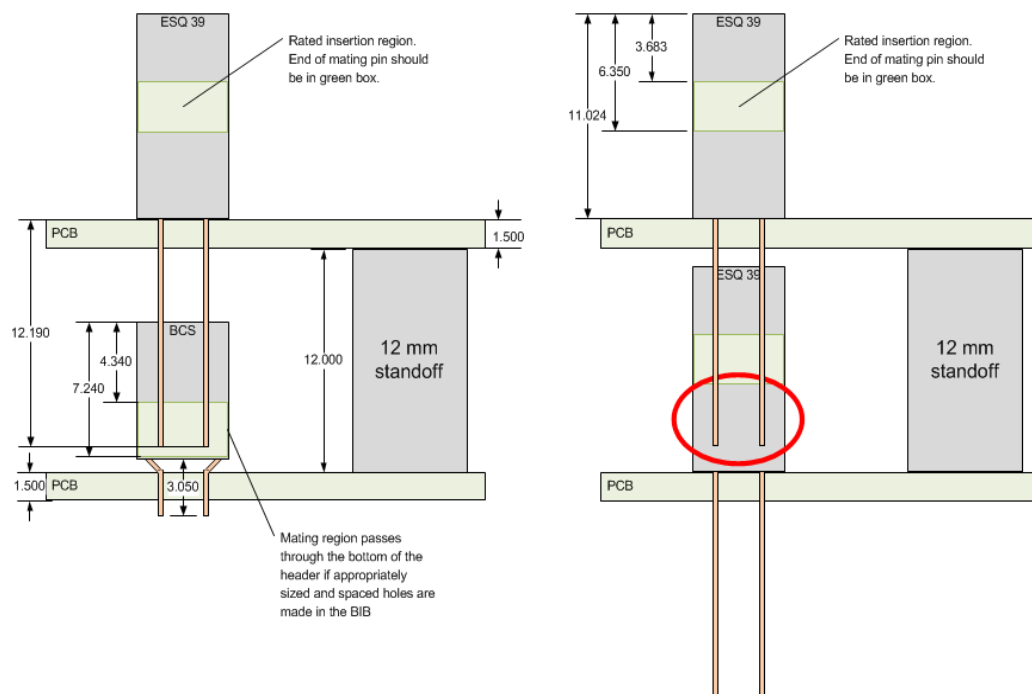 ESQ 39
Rated insertion region.
End of mating pin should
be in green box.
PCB
1.500
12.190
BCS
4.340
7.240
12.000
12 mm
standoff
1.500
PCB
3.050
Mating region passes
through the bottom of the
header if appropriately
sized and spaced holes are
made in the BIB
ESQ 39
3.683
6.350
11.024
Rated insertion region.
End of mating pin should
be in green box.
PCB
ESQ 39
12 mm
standoff
PCB